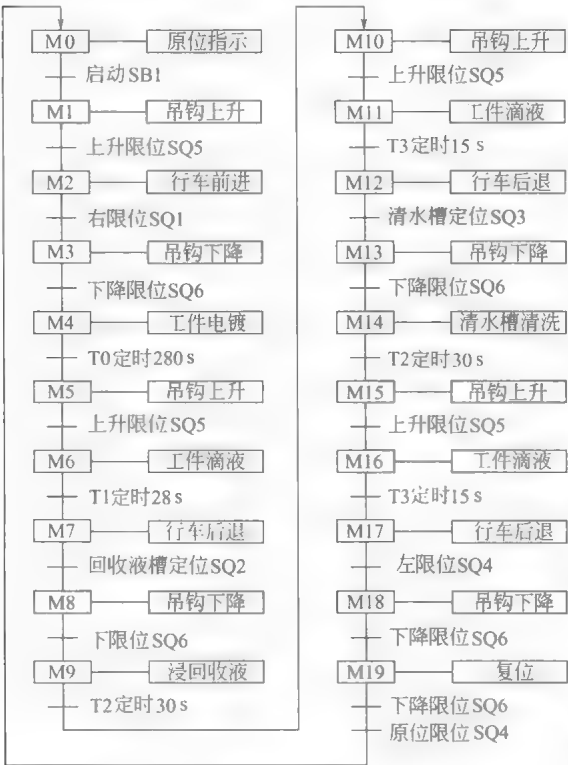 M0 原位指示
启动SB1
M1 吊钩上升
上升限位SQ5
M2 行车前进
右限位SQ1
M3 吊钩下降
下降限位SQ6
M4 工件电镀
T0定时280s
M5 吊钩上升
上升限位SQ5
M6 工件滴液
T1定时28s
M7 行车后退
回收液槽定位SQ2
M8 吊钩下降
下限位SQ6
M9 浸回收液
T2定时30s
M10 吊钩上升
上升限位SQ5
M11 工件滴液
T3定时15s
M12 行车后退
清水槽定位SQ3
M13 吊钩下降
下降限位SQ6
M14 清水槽清洗
T2定时30s
M15 吊钩上升
上升限位SQ5
M16 工件滴液
T3定时15s
M17 行车后退
左限位SQ4
M18 吊钩下降
下降限位SQ6
M19 复位
下降限位SQ6
原位限位SQ4